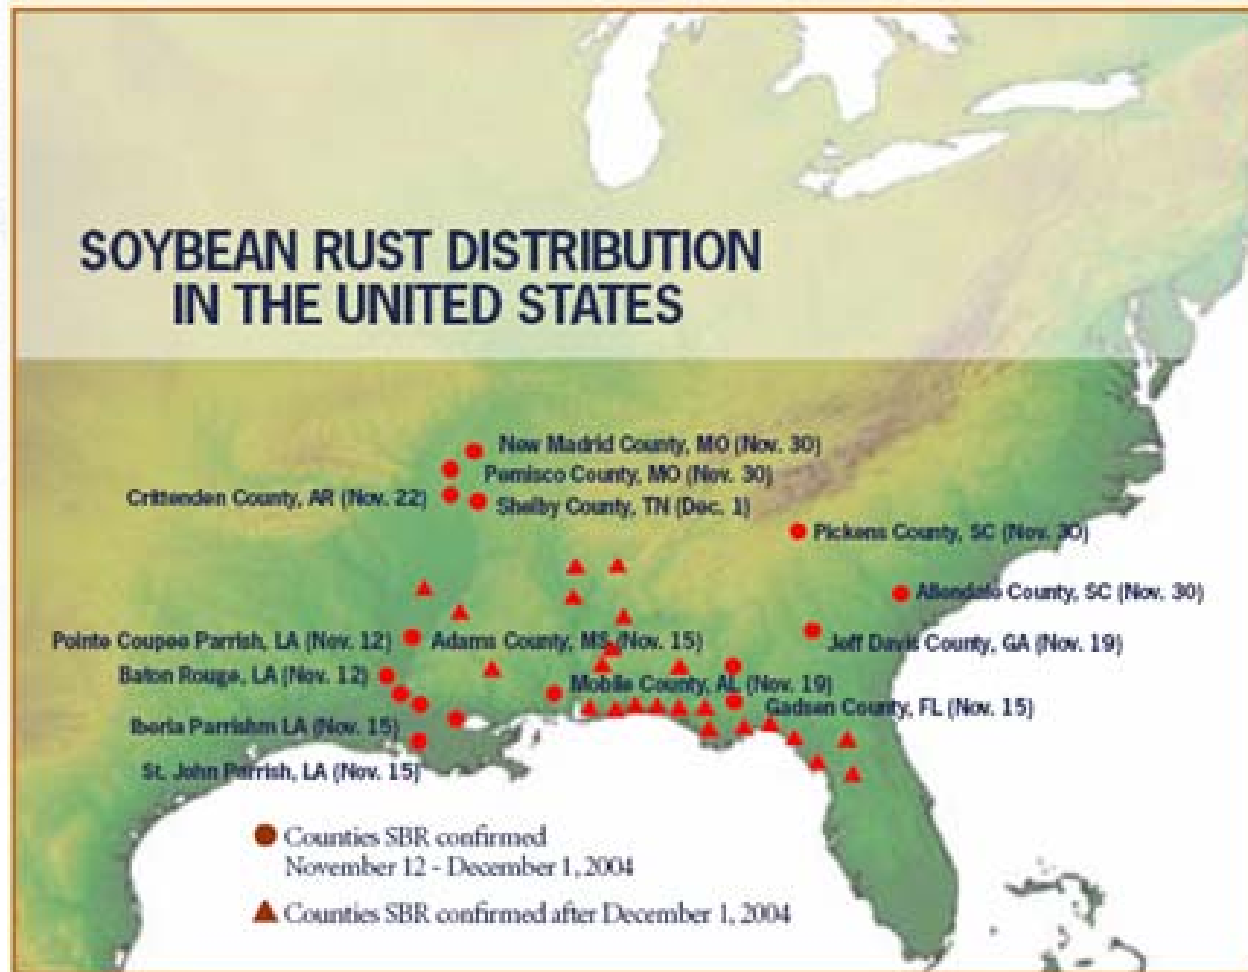 SOYBEAN RUST DISTRIBUTION
IN THE UNITED STATES
New Madrid County, MO (Nov. 30)
Pemisco County, MO (Nov. 30)
Crittenden County, AR (Nov. 22)
Shelby County, TN (Dec. 1)
Pickens County, SC (Nov. 30)
Allendale County, SC (Nov. 30)
Pointe Coupee Parrish, LA (Nov. 12)
Adams County, MS (Nov. 15)
Jeff Davis County, GA (Nov. 19)
Baton Rouge, LA (Nov. 12)
Mobile County, AL (Nov. 19)
Gadsen County, FL (Nov. 15)
Iberia Parrishm LA (Nov. 15)
St. John Parrish, LA (Nov. 15)
Counties SBR confirmed
November 12 - December 1, 2004
Counties SBR confirmed after December 1, 2004